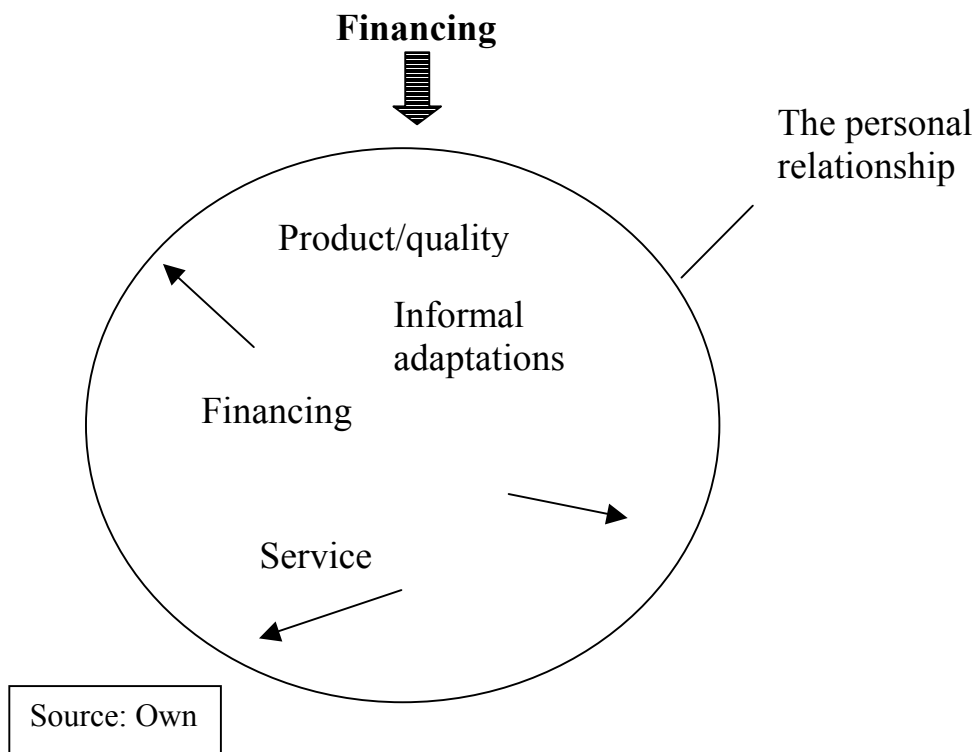 Financing
The personal
relationship
Product/quality
Informal
adaptations
Financing
Service
Source: Own